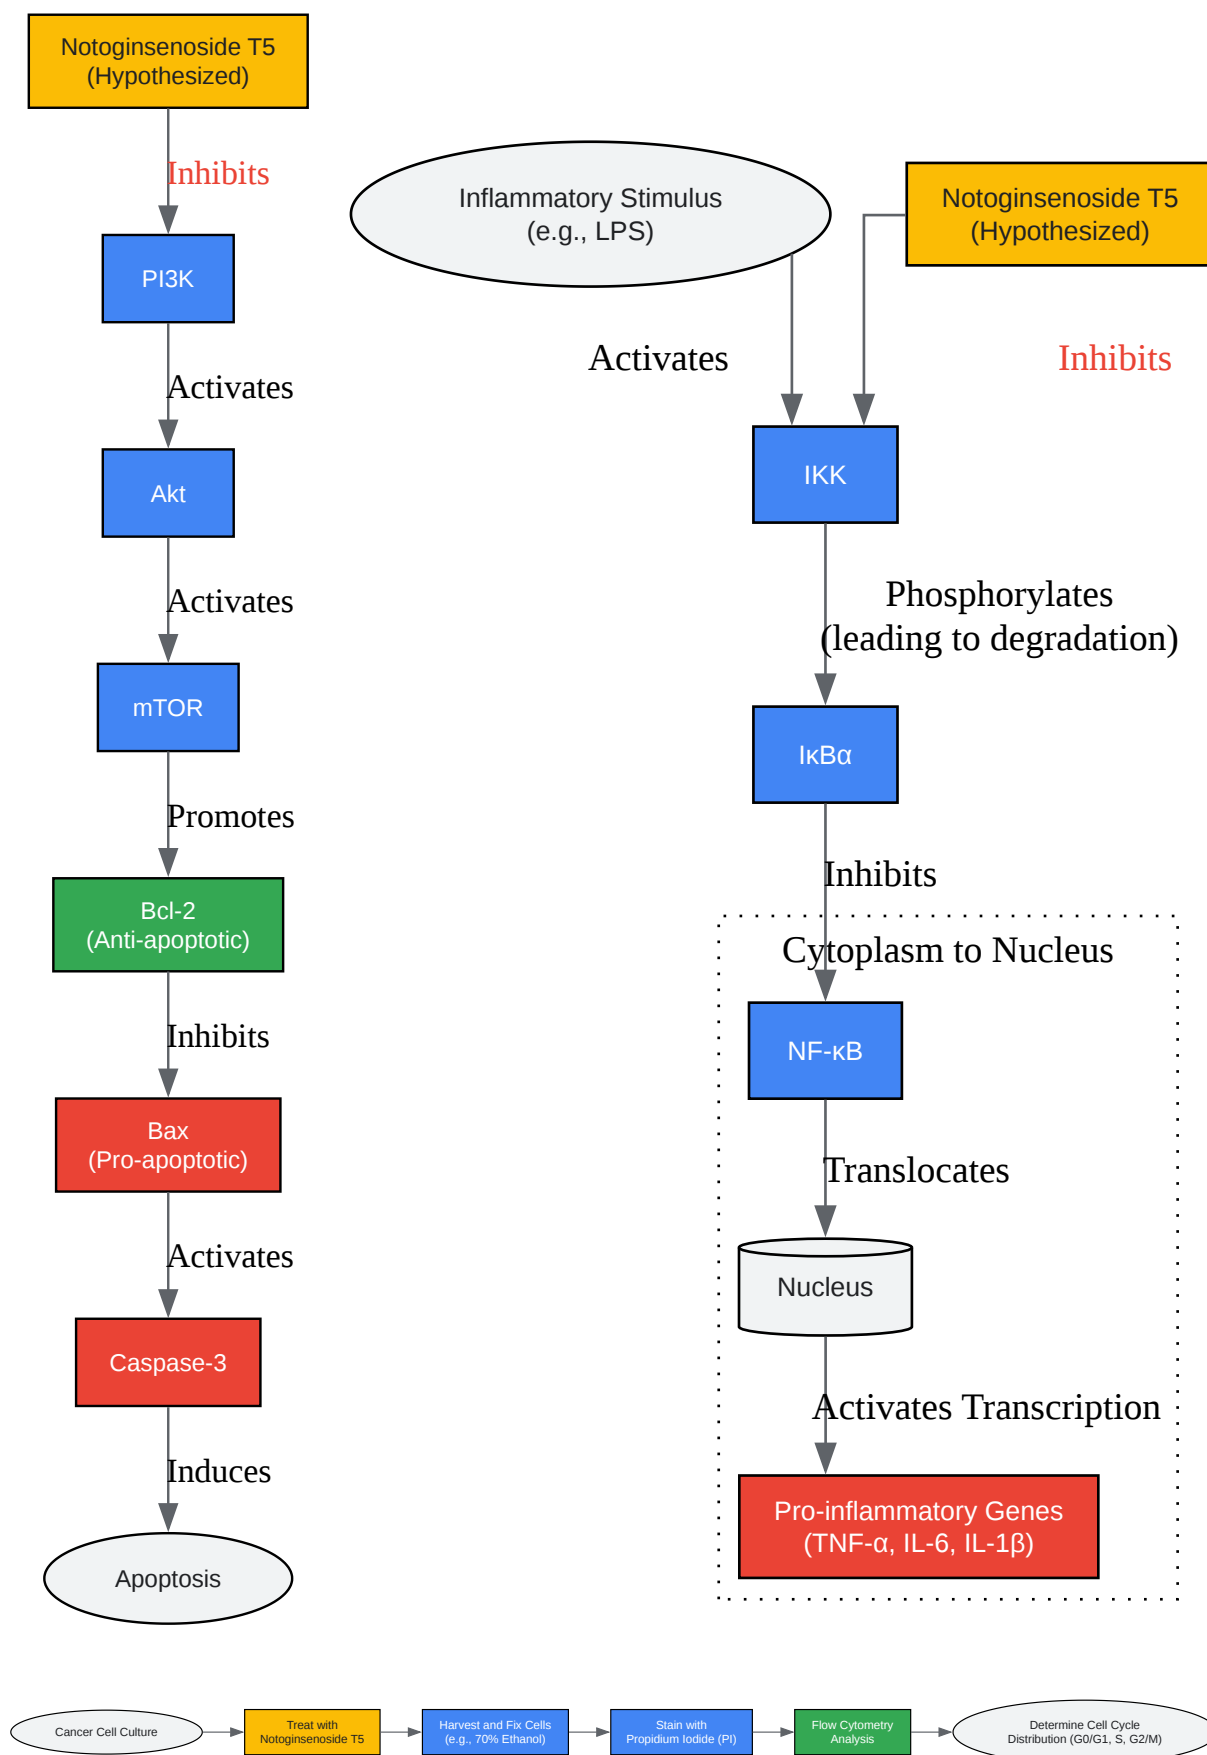 Notoginsenoside T5
(Hypothesized)
Inhibits
PI3K
Activates
Akt
Activates
mTOR
Promotes
Bcl-2
(Anti-apoptotic)
Inhibits
Bax
(Pro-apoptotic)
Activates
Caspase-3
Induces
Apoptosis
Inflammatory Stimulus
(e.g., LPS)
Notoginsenoside T5
(Hypothesized)
Activates
Inhibits
IKK
Phosphorylates
(leading to degradation)
IκBα
Inhibits
Cytoplasm to Nucleus
NF-κB
Translocates
Nucleus
Activates Transcription
Pro-inflammatory Genes
(TNF-α, IL-6, IL-1β)
Cancer Cell Culture
Treat with
Notoginsenoside T5
Harvest and Fix Cells
(e.g., 70% Ethanol)
Stain with
Propidium Iodide (PI)
Flow Cytometry
Analysis
Determine Cell Cycle
Distribution (G0/G1, S, G2/M)